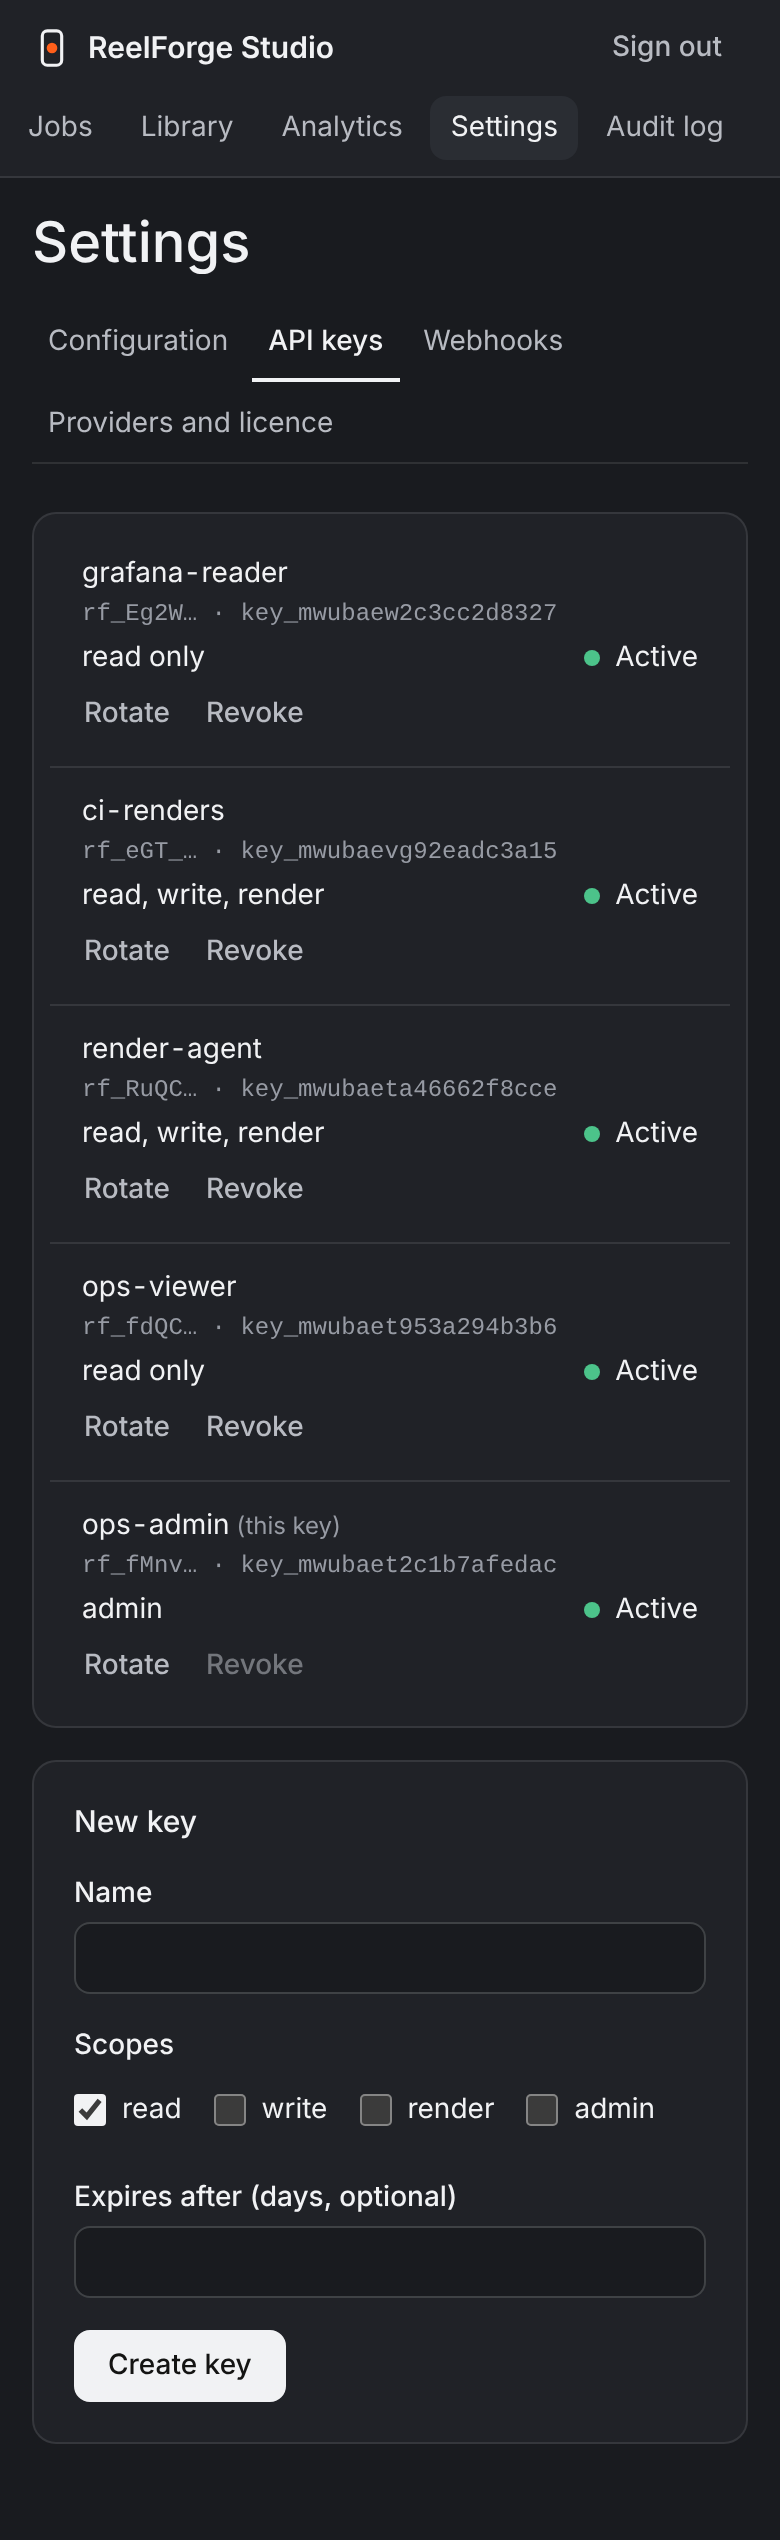 ReelForge Studio
Sign out
Jobs Library Analytics Settings Audit log
Settings
Configuration API keys Webhooks
Providers and licence
grafana-reader
rf_Eg2W… · key_mwubaew2c3cc2d8327
read only Active
Rotate Revoke
ci-renders
rf_eGT_… · key_mwubaevg92eadc3a15
read, write, render Active
Rotate Revoke
render-agent
rf_RuQC… · key_mwubaeta46662f8cce
read, write, render Active
Rotate Revoke
ops-viewer
rf_fdQC… · key_mwubaet953a294b3b6
read only Active
Rotate Revoke
ops-admin (this key)
rf_fMnv… · key_mwubaet2c1b7afedac
admin Active
Rotate Revoke
New key
Name
Scopes
read write render admin
Expires after (days, optional)
Create key